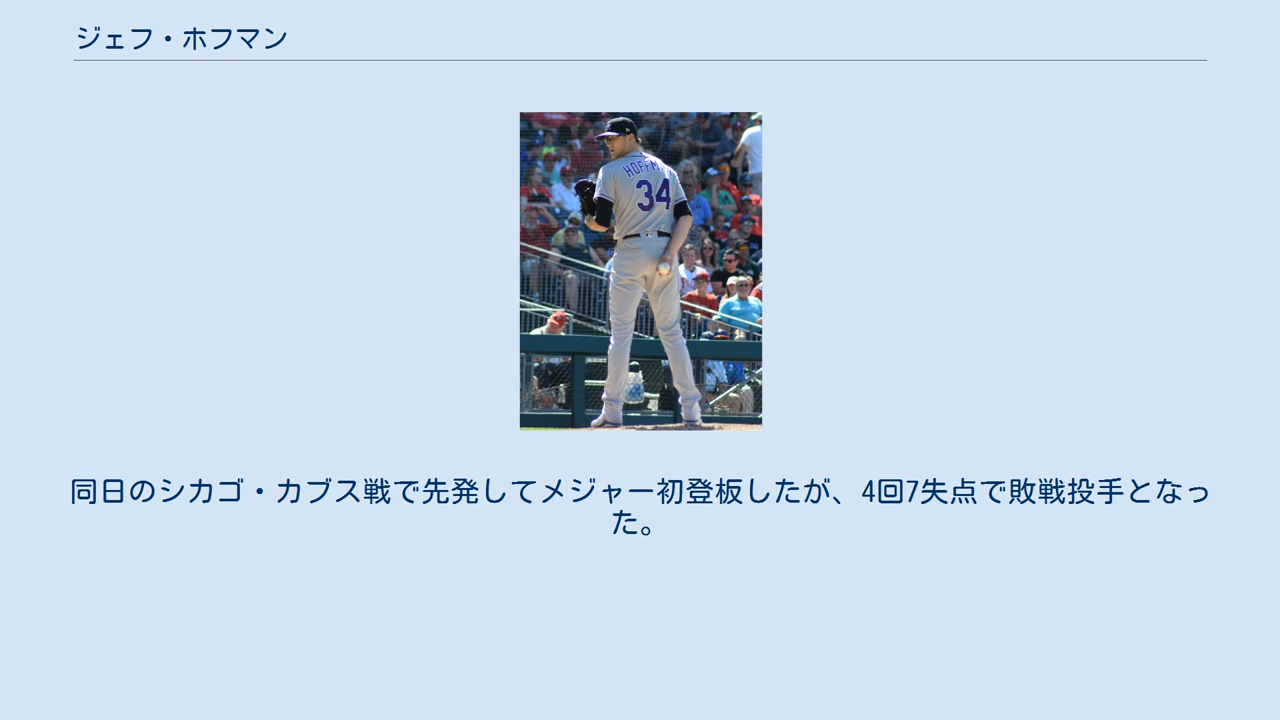 ジェフ・ホフマン
HOFFM
34
同日のシカゴ・カブス戦で先発してメジャー初登板したが、4回7失点で敗戦投手となっ
た。